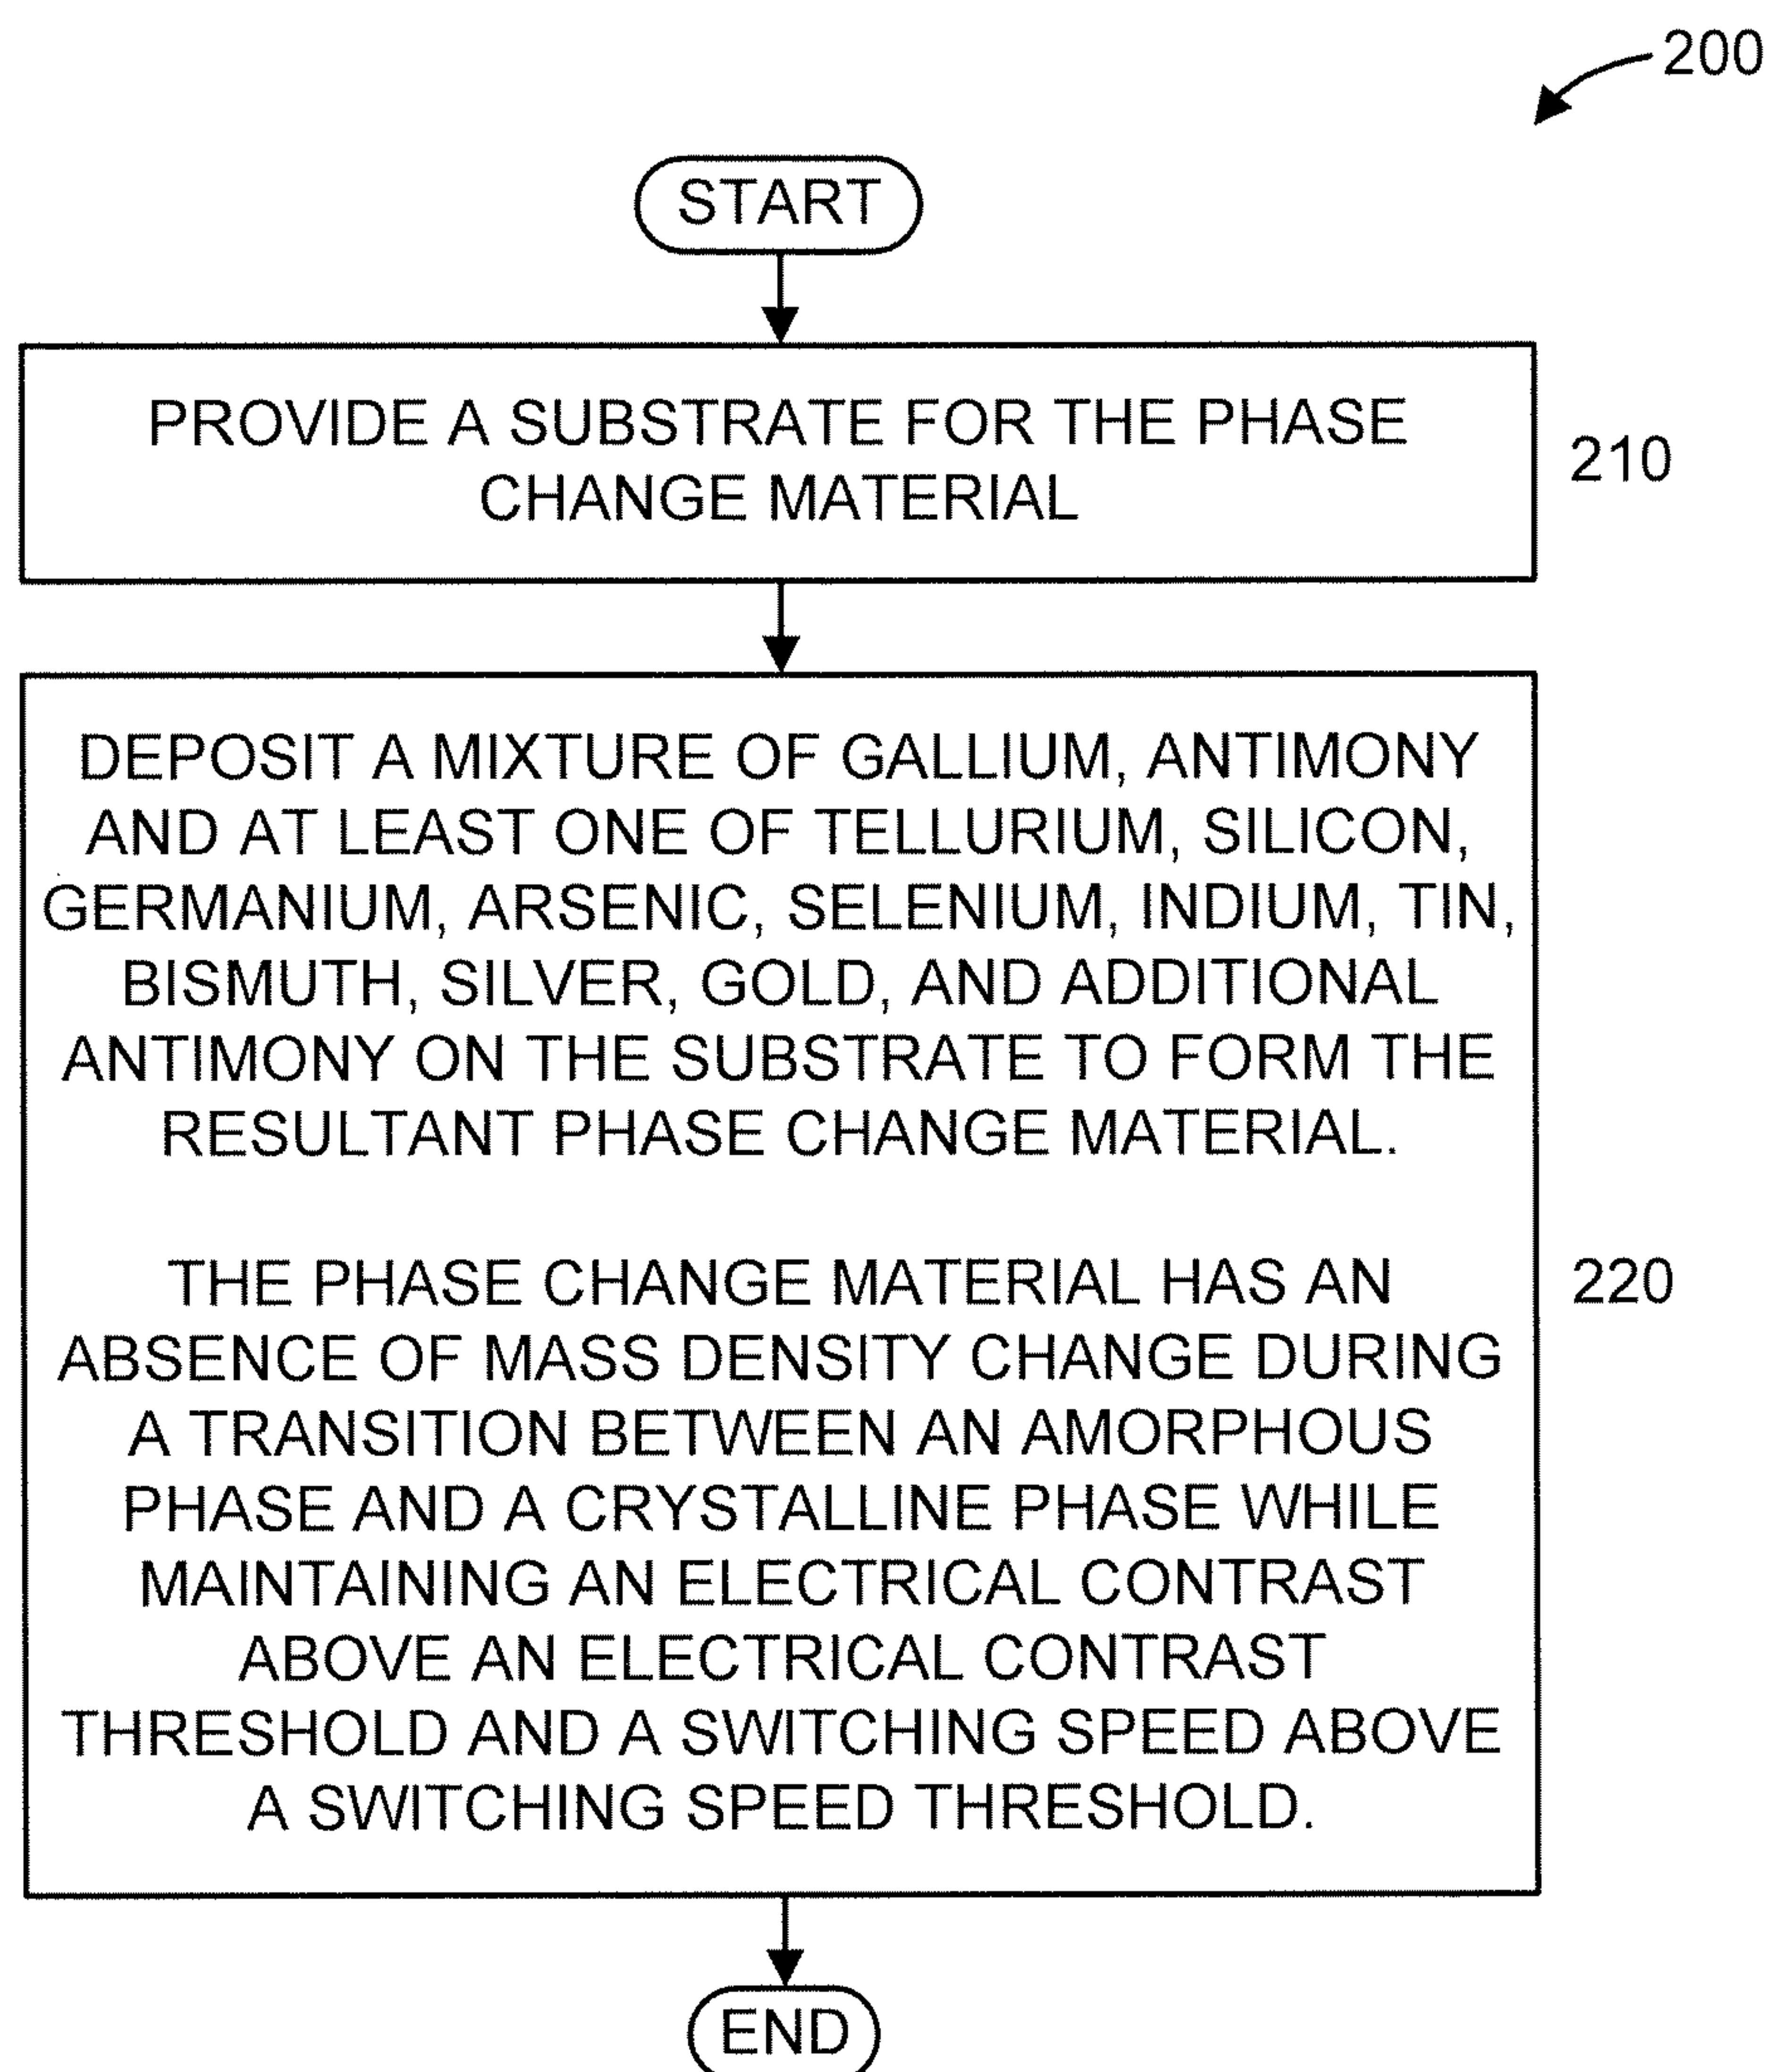 200
START
PROVIDE A SUBSTRATE FOR THE PHASE
CHANGE MATERIAL
210
DEPOSIT A MIXTURE OF GALLIUM, ANTIMONY
AND AT LEAST ONE OF TELLURIUM, SILICON,
GERMANIUM, ARSENIC, SELENIUM, INDIUM, TIN,
BISMUTH, SILVER, GOLD, AND ADDITIONAL
ANTIMONY ON THE SUBSTRATE TO FORM THE
RESULTANT PHASE CHANGE MATERIAL.
THE PHASE CHANGE MATERIAL HAS AN
ABSENCE OF MASS DENSITY CHANGE DURING
A TRANSITION BETWEEN AN AMORPHOUS
PHASE AND A CRYSTALLINE PHASE WHILE
MAINTAINING AN ELECTRICAL CONTRAST
ABOVE AN ELECTRICAL CONTRAST
THRESHOLD AND A SWITCHING SPEED ABOVE
A SWITCHING SPEED THRESHOLD.
220
END